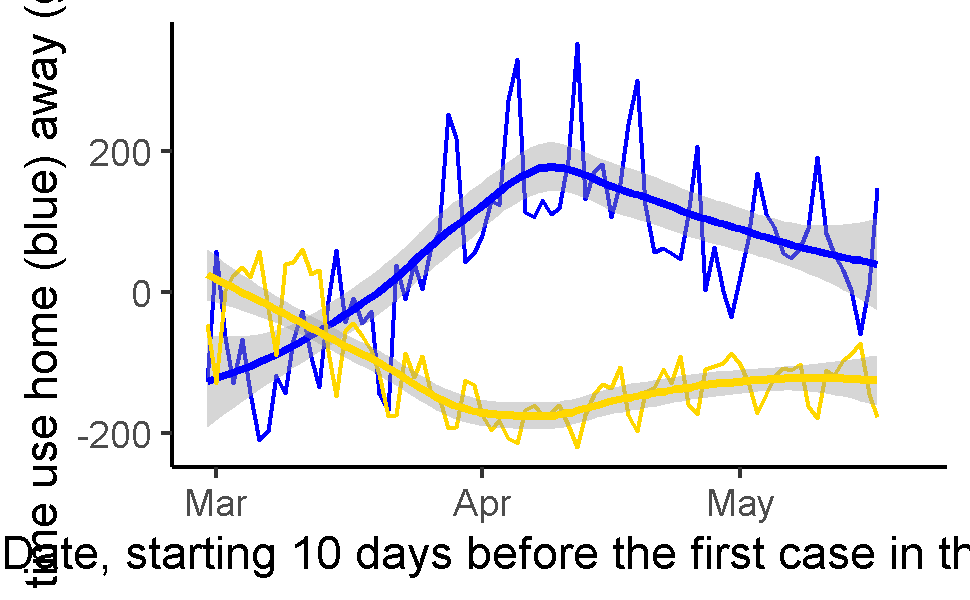 time use home (blue) away (
200
0
-200
Mar Apr May
Date, starting 10 days before the first case in th